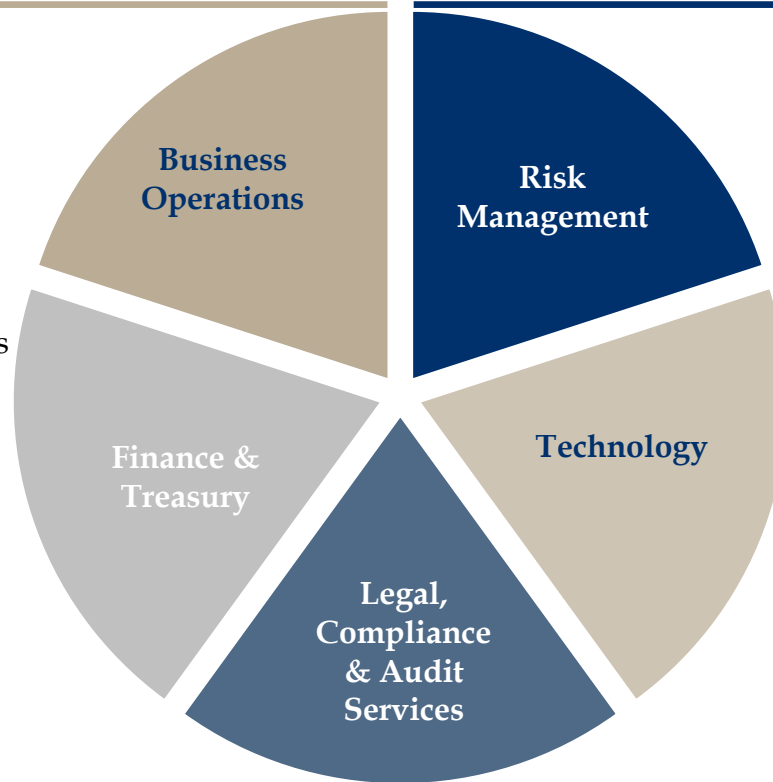 Business
Operations
Risk
Management
s
Finance &
Treasury
Technology
Legal,
Compliance
& Audit
Services